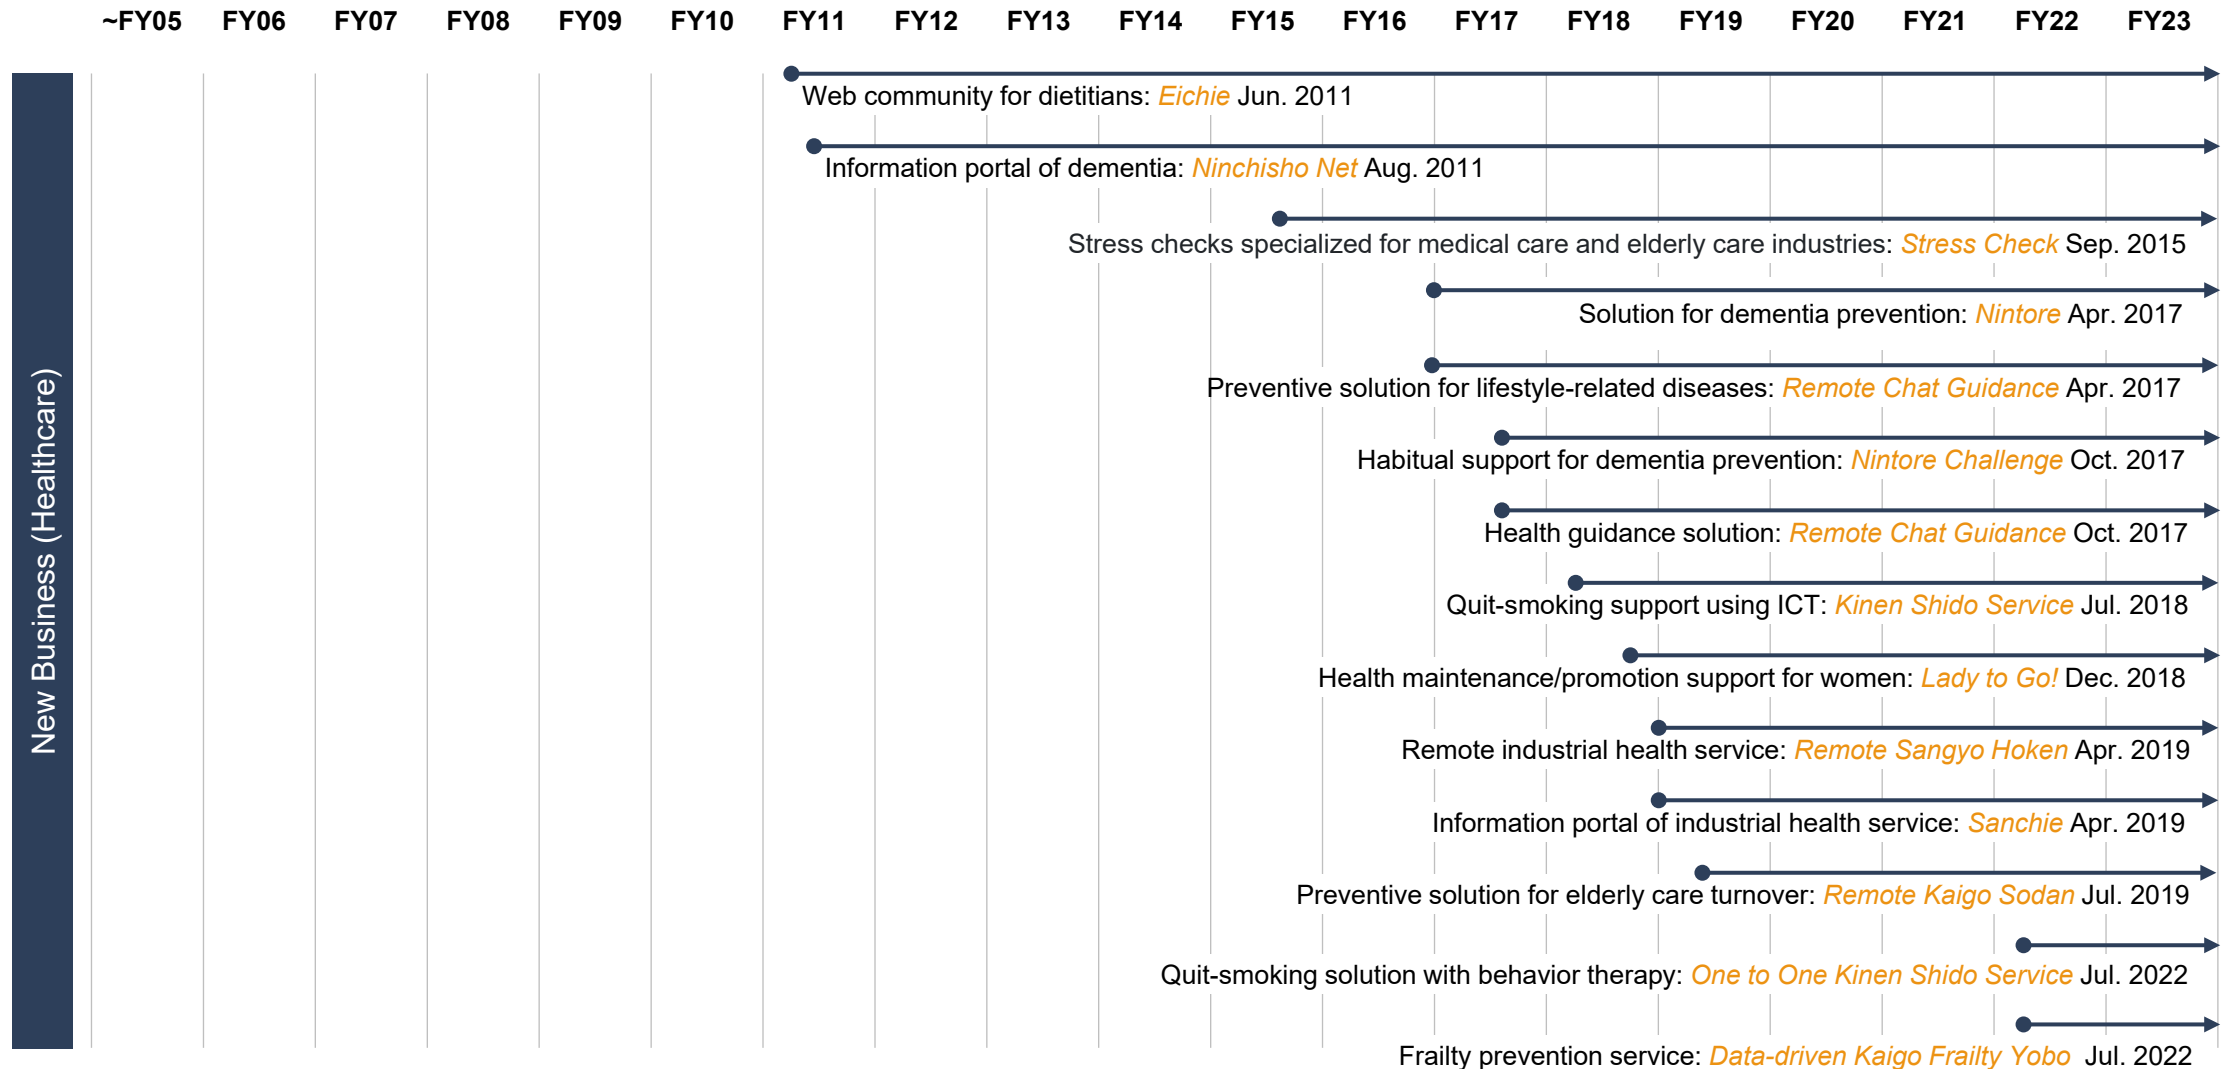 ~FY05 FY06 FY07 FY08 FY09 FY10 FY11 FY12 FY13 FY14 FY15 FY16 FY17 FY18 FY19 FY20 FY21 FY22 FY23
New Business (Healthcare)
Web community for dietitians: Eichie Jun. 2011
Information portal of dementia: Ninchisho Net Aug. 2011
Stress checks specialized for medical care and elderly care industries: Stress Check Sep. 2015
Solution for dementia prevention: Nintore Apr. 2017
Preventive solution for lifestyle-related diseases: Remote Chat Guidance Apr. 2017
Habitual support for dementia prevention: Nintore Challenge Oct. 2017
Health guidance solution: Remote Chat Guidance Oct. 2017
Quit-smoking support using ICT: Kinen Shido Service Jul. 2018
Health maintenance/promotion support for women: Lady to Go! Dec. 2018
Remote industrial health service: Remote Sangyo Hoken Apr. 2019
Information portal of industrial health service: Sanchie Apr. 2019
Preventive solution for elderly care turnover: Remote Kaigo Sodan Jul. 2019
Quit-smoking solution with behavior therapy: One to One Kinen Shido Service Jul. 2022
Frailty prevention service: Data-driven Kaigo Frailty Yobo Jul. 2022